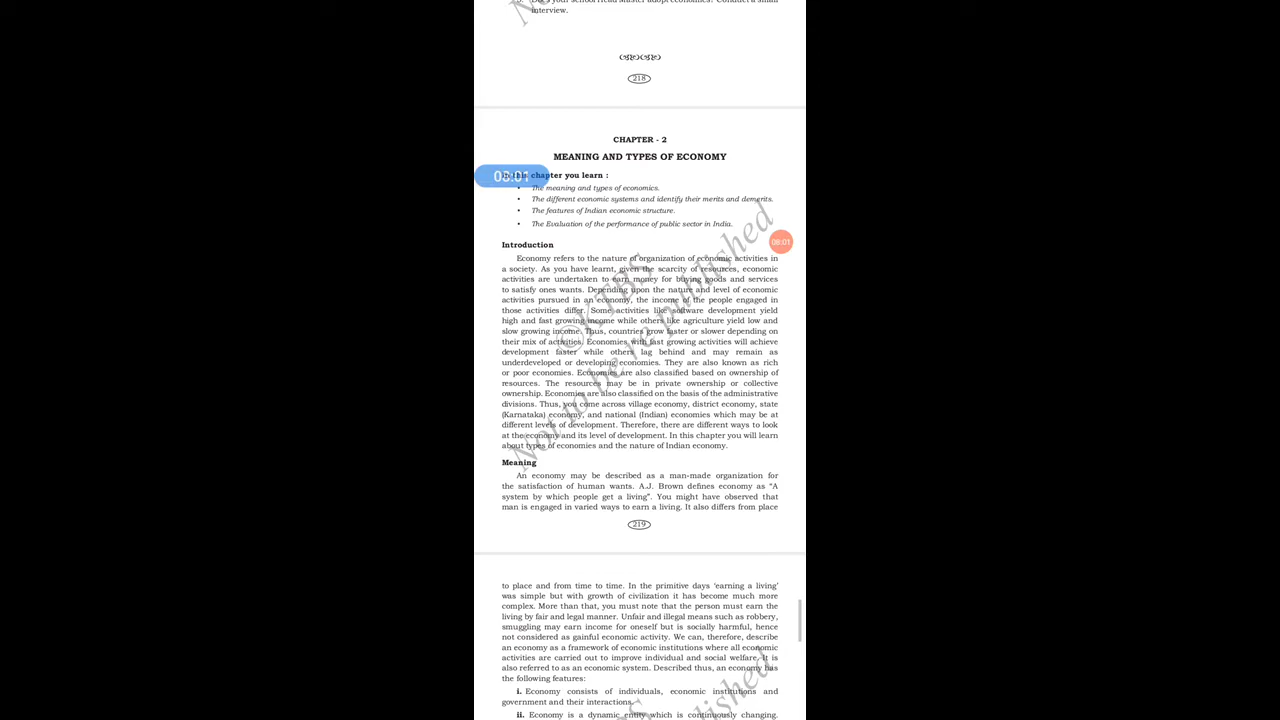 interview.
218
CHAPTER - 2
MEANING AND TYPES OF ECONOMY
08:01
chapter you learn :
• The meaning and types of economics.
• The different economic systems and identify their merits and demerits.
• The features of Indian economic structure.
• The Evaluation of the performance of public sector in India.
08:01
Introduction
Economy refers to the nature of organization of economic activities in
a society. As you have learnt, given the scarcity of resources, economic
activities are undertaken to earn money for buying goods and services
to satisfy ones wants. Depending upon the nature and level of economic
activities pursued in an economy, the income of the people engaged in
those activities differ. Some activities like software development yield
high and fast growing income while others like agriculture yield low and
slow growing income. Thus, countries grow faster or slower depending on
their mix of activities. Economies with fast growing activities will achieve
development faster while others lag behind and may remain as
underdeveloped or developing economies. They are also known as rich
or poor economies. Economies are also classified based on ownership of
resources. The resources may be in private ownership or collective
ownership. Economies are also classified on the basis of the administrative
divisions. Thus, we come across village economy, district economy, state
(Karnataka) economy, and national (Indian) economies which may be at
different levels of development. Therefore, there are different ways to look
at the economy and its level of development. In this chapter you will learn
about types of economies and the nature of Indian economy.
©KTBS
Not to be republished
Meaning
An economy may be described as a man-made organization for
the satisfaction of human wants. A.J. Brown defines economy as “A
system by which people get a living”. You might have observed that
man is engaged in varied ways to earn a living. It also differs from place
219
to place and from time to time. In the primitive days ‘earning a living’
was simple but with growth of civilization it has become much more
complex. More than that, you must note that the person must earn the
living by fair and legal manner. Unfair and illegal means such as robbery,
smuggling may earn income for oneself but is socially harmful, hence
not considered as gainful economic activity. We can, therefore, describe
an economy as a framework of economic institutions where all economic
activities are carried out to improve individual and social welfare. It is
also referred to as an economic system. Described thus, an economy has
the following features:
i. Economy consists of individuals, economic institutions and
government and their interactions.
ii. Economy is a dynamic entity which is continuously changing.